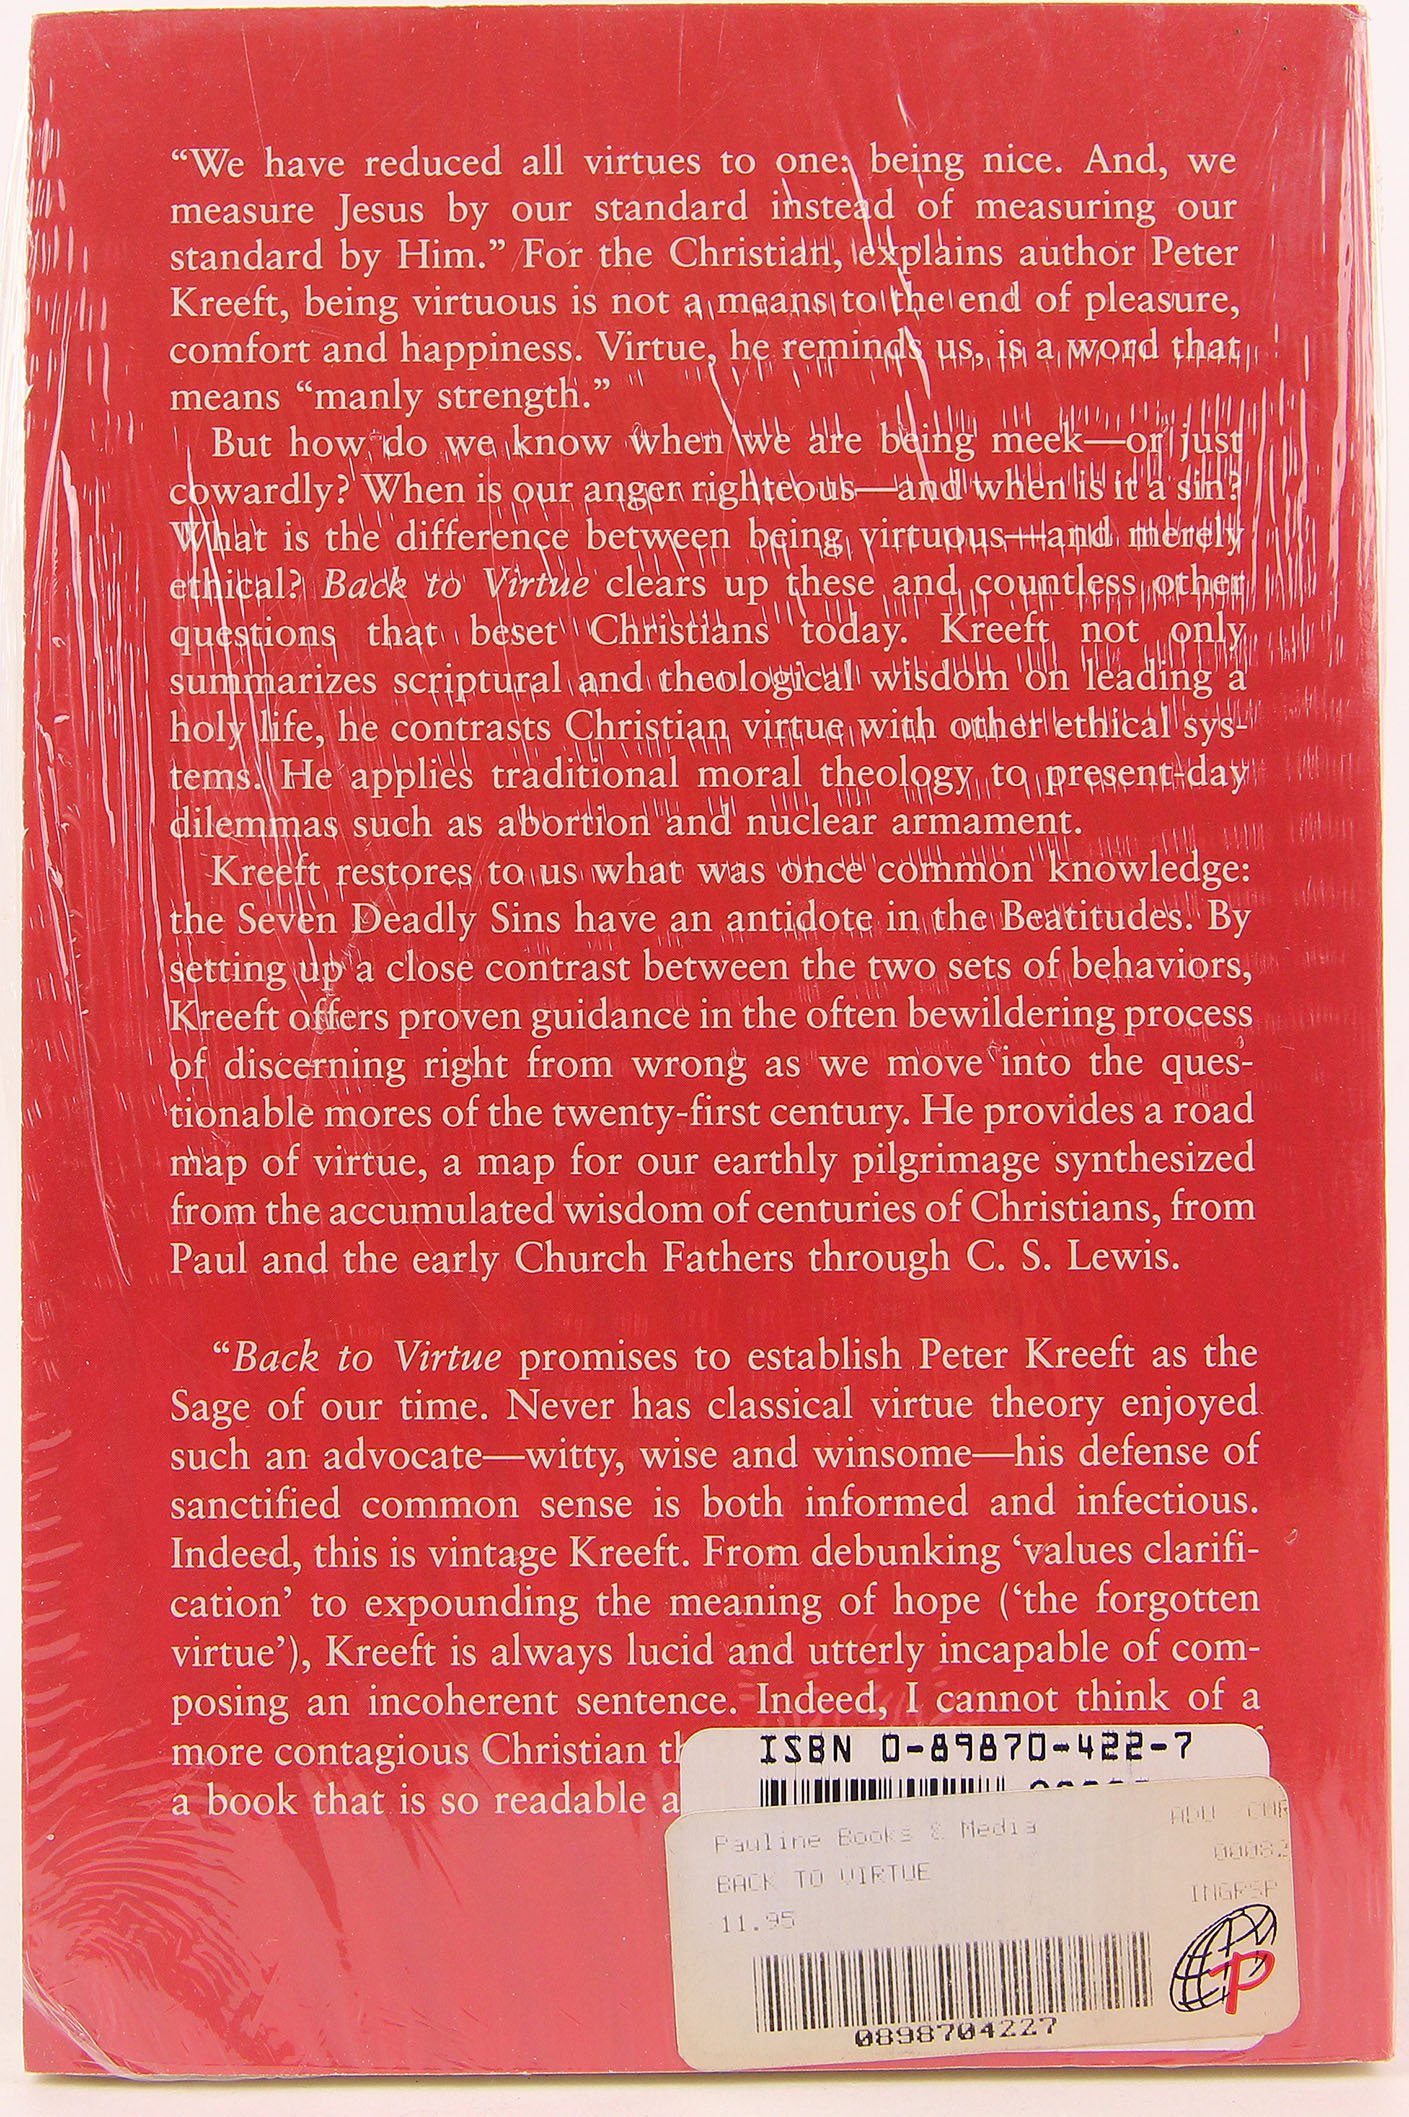 “We have reduced all virtues to one: being nice. And, we
measure Jesus by our standard instead of measuring our
standard by Him.” For the Christian, explains author Peter
Kreeft, being virtuous is not a means to the end of pleasure,
comfort and happiness. Virtue, he reminds us, is a word that
means “manly strength.”
But how do we know when we are being meek—or just
cowardly? When is our anger righteous—and when is it a sin?
What is the difference between being virtuous—and merely
ethical? Back to Virtue clears up these and countless other
questions that beset Christians today. Kreeft not only
summarizes scriptural and theological wisdom on leading a
holy life, he contrasts Christian virtue with other ethical sys-
tems. He applies traditional moral theology to present-day
dilemmas such as abortion and nuclear armament.
Kreeft restores to us what was once common knowledge:
the Seven Deadly Sins have an antidote in the Beatitudes. By
setting up a close contrast between the two sets of behaviors,
Kreeft offers proven guidance in the often bewildering process
of discerning right from wrong as we move into the ques-
tionable mores of the twenty-first century. He provides a road
map of virtue, a map for our earthly pilgrimage synthesized
from the accumulated wisdom of centuries of Christians, from
Paul and the early Church Fathers through C. S. Lewis.
“Back to Virtue promises to establish Peter Kreeft as the
Sage of our time. Never has classical virtue theory enjoyed
such an advocate—witty, wise and winsome—his defense of
sanctified common sense is both informed and infectious.
Indeed, this is vintage Kreeft. From debunking ‘values clarifi-
cation’ to expounding the meaning of hope (‘the forgotten
virtue’), Kreeft is always lucid and utterly incapable of com-
posing an incoherent sentence. Indeed, I cannot think of a
more contagious Christian
a book that is so readable
ISBN 0-89870-422-7
Pauline Books & Media
BACK TO VIRTUE
11.95
ADU
INGRSP
P
0898704227